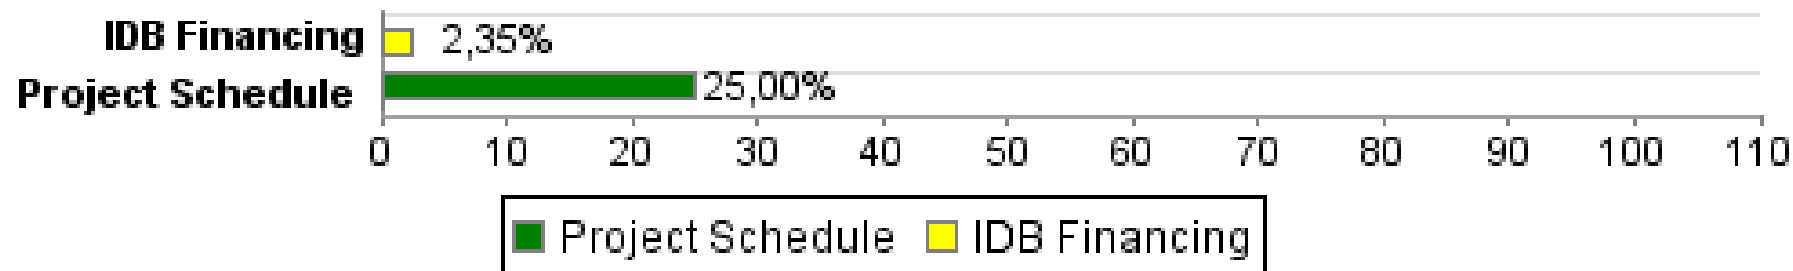 IDB Financing 2,35%
Project Schedule 25,00%
0 10 20 30 40 50 60 70 80 90 100 110
Project Schedule IDB Financing